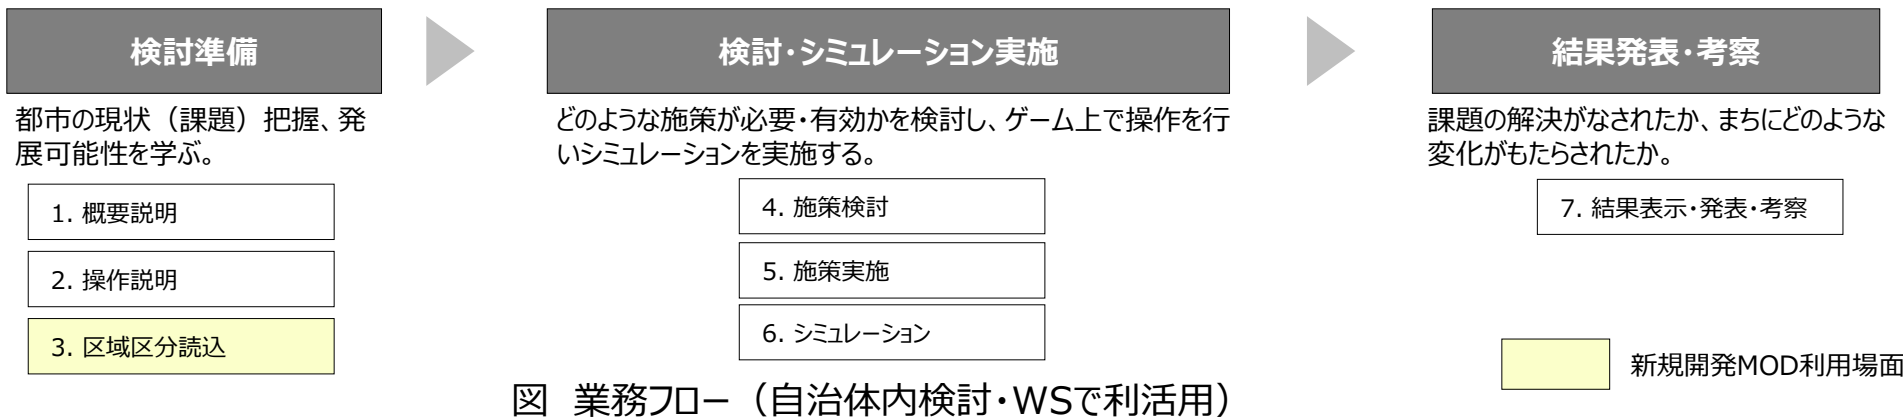 検討準備
都市の現状（課題）把握、発
展可能性を学ぶ。
1. 概要説明
2. 操作説明
3. 区域区分読込
検討・シミュレーション実施
どのような施策が必要・有効かを検討し、ゲーム上で操作を行
いシミュレーションを実施する。
4. 施策検討
5. 施策実施
6. シミュレーション
結果発表・考察
課題の解決がなされたか、まちにどのような
変化がもたらされたか。
7. 結果表示・発表・考察
新規開発MOD利用場面
図　業務フロー（自治体内検討・WSで利活用）